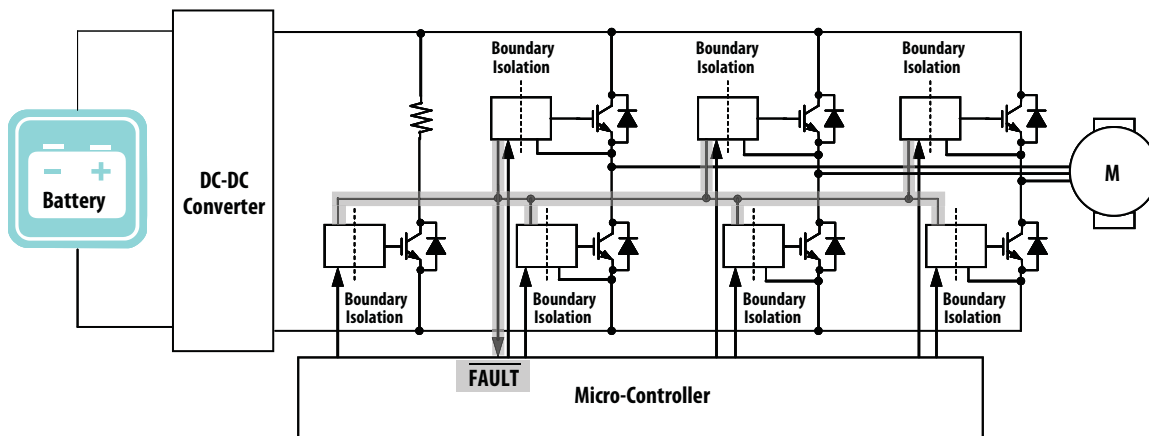 Boundary
Isolation
Boundary
Isolation
Boundary
Isolation
Battery
DC-DC
Converter
M
Boundary
Isolation
Boundary
Isolation
Boundary
Isolation
Boundary
Isolation
FAULT
Micro-Controller